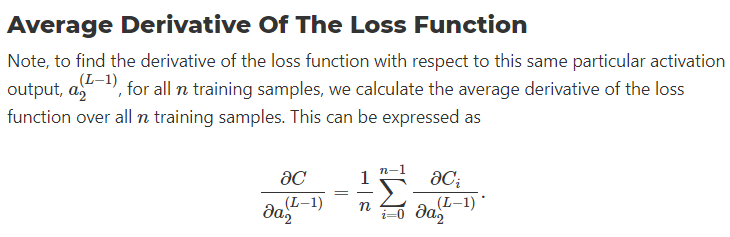 Average Derivative Of The Loss Function
Note, to find the derivative of the loss function with respect to this same particular activation
output, $a_2^{(L-1)}$, for all $n$ training samples, we calculate the average derivative of the loss
function over all $n$ training samples. This can be expressed as
$\frac{\partial C}{\partial a_2^{(L-1)}} = \frac{1}{n} \sum_{i=0}^{n-1} \frac{\partial C_i}{\partial a_2^{(L-1)}}.$